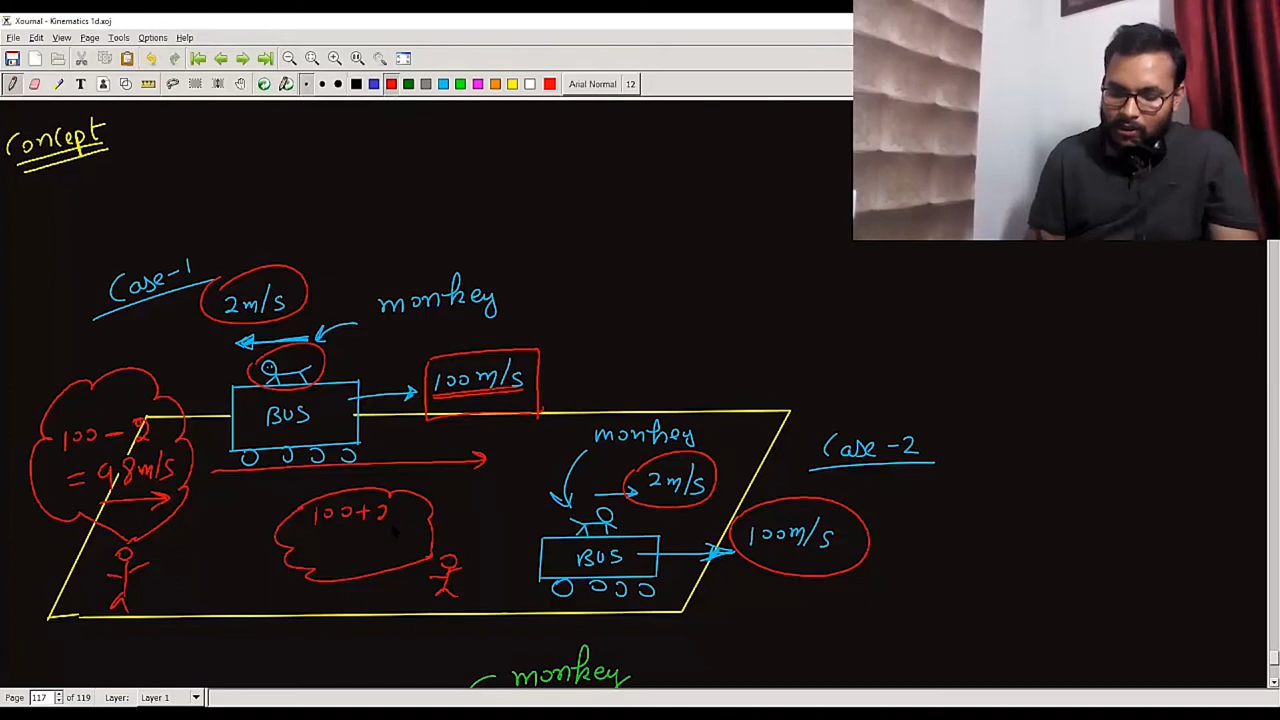 Xournal - Kinematics 1d.xoj
File Edit View Page Tools Options Help
T Arial Normal 12
Concept
Case-1
2m/s
monkey
100m/s
BUS
100-2
= 98m/s
100+2
monkey
2m/s
Case-2
100m/s
BUS
monkey
Page 117 of 119 Layer: Layer 1